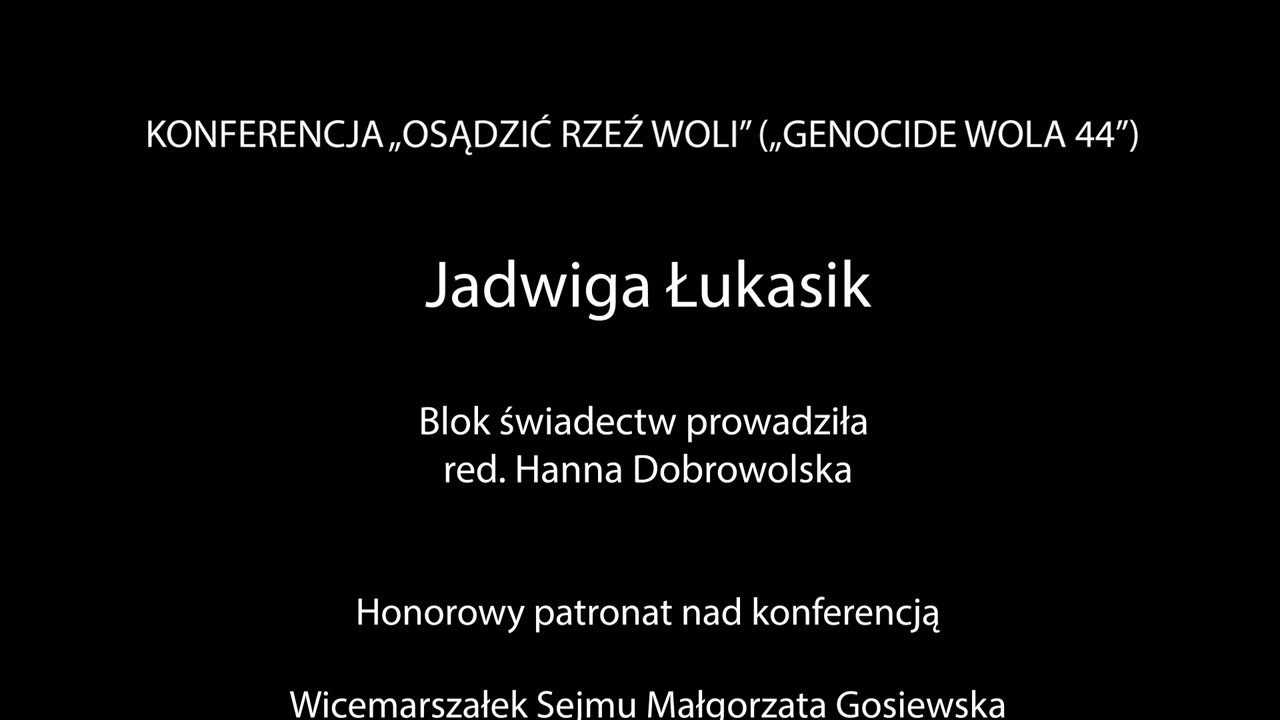 KONFERENCJA „OSĄDZIĆ RZEŹ WOLI” („GENOCIDE WOLA 44”)
Jadwiga Łukasik
Blok świadectw prowadziła
red. Hanna Dobrowolska
Honorowy patronat nad konferencją
Wicemarszałek Sejmu Małgorzata Gosiewska